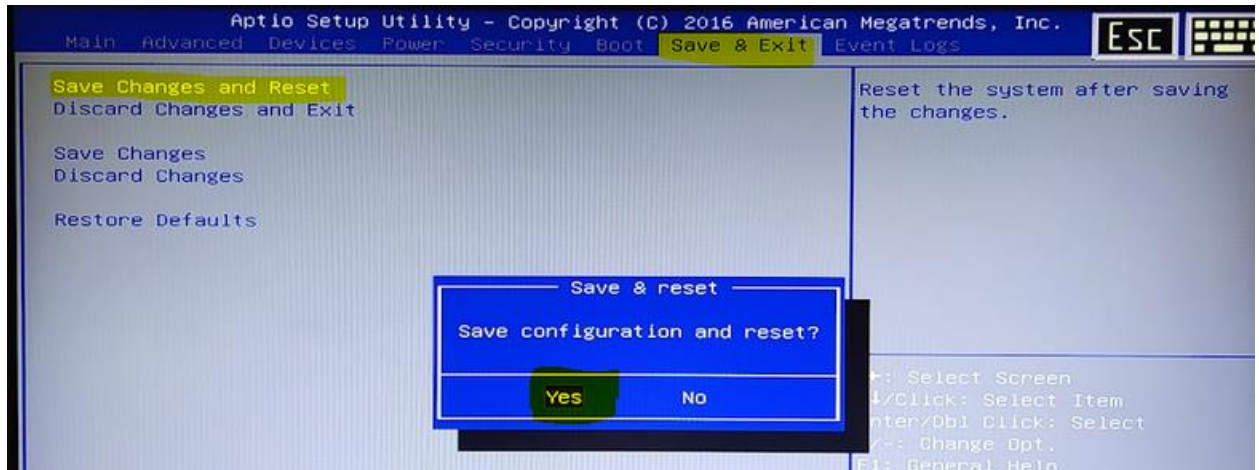 Aptio Setup Utility – Copyright (C) 2016 American Megatrends, Inc.
Main Advanced Devices Power Security Boot Save & Exit Event Logs
Esc
Save Changes and Reset
Discard Changes and Exit
Save Changes
Discard Changes
Restore Defaults
Reset the system after saving
the changes.
Save & reset
Save configuration and reset?
Yes No
: Select Screen
/Click: Select Item
nter/Dbl Click: Select
/-: Change Opt.
F1: General Help